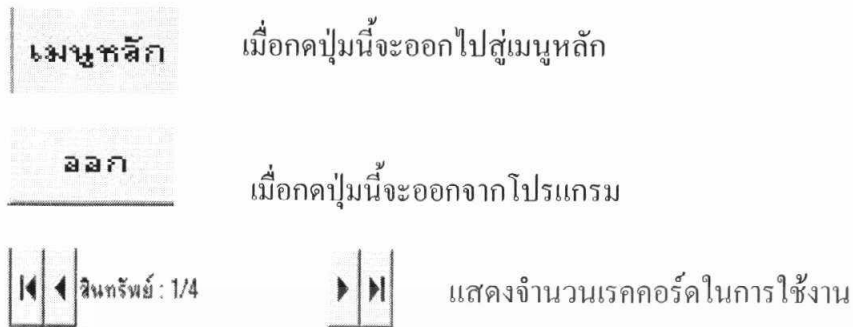 เมนูหลัก เมื่อกดปุ่มนี้จะออกไปสู่เมนูหลัก
ออก เมื่อกดปุ่มนี้จะออกจากโปรแกรม
สินทรัพย์ : 1/4 แสดงจำนวนเรคคอร์ดในการใช้งาน